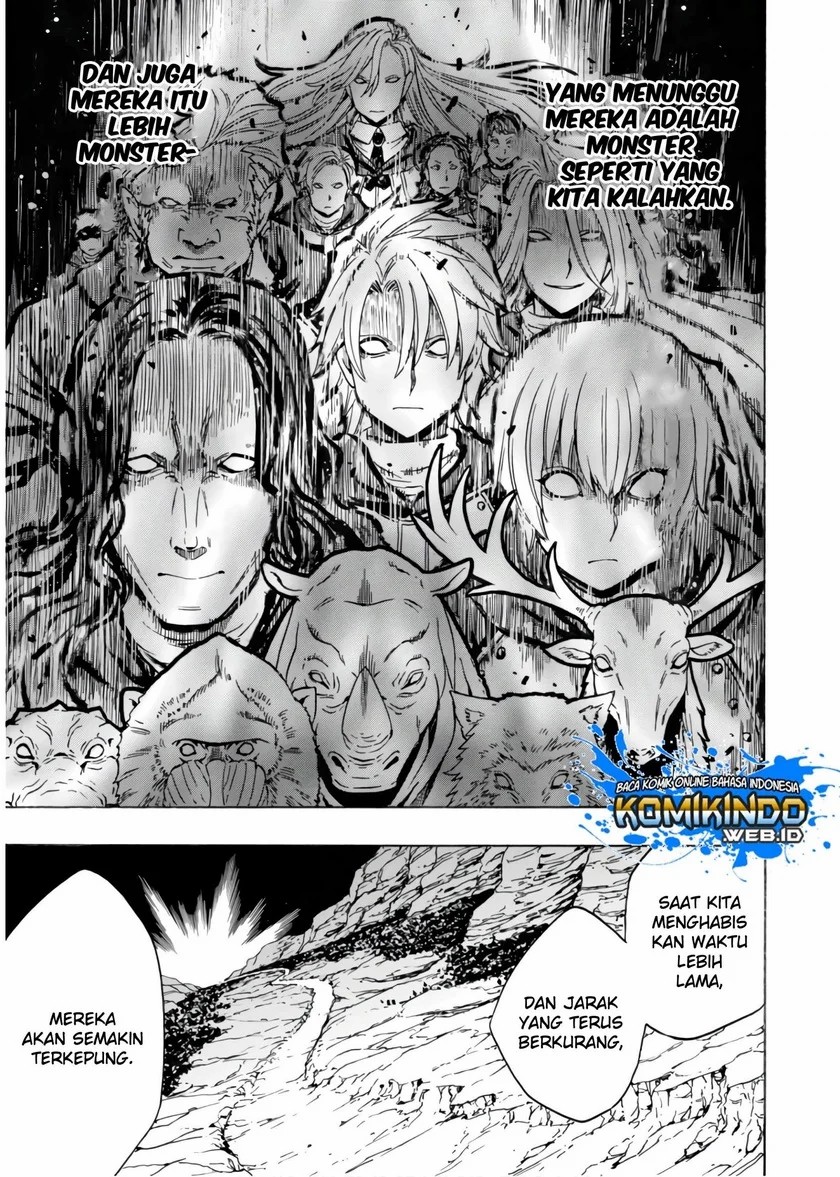 YANG MENUNGGU
MEREKA ADALAH
MONSTER
SEPERTI YANG
KITA KALAHKAN.
DAN JUGA
MEREKA ITU
LEBIH
MONSTER-
BACA KOMIK ONLINE BAHASA INDONESIA
KOMIKINDO
.WEB.ID
SAAT KITA
MENGHABIS
KAN WAKTU
LEBIH
LAMA,
DAN JARAK
YANG TERUS
BERKURANG,
MEREKA
AKAN SEMAKIN
TERKEPUNG.